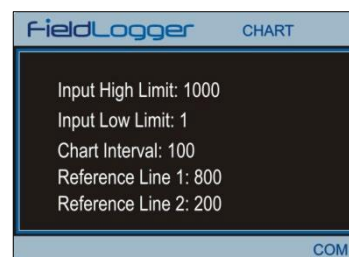 FieldLogger CHART
Input High Limit: 1000
Input Low Limit: 1
Chart Interval: 100
Reference Line 1: 800
Reference Line 2: 200
COM